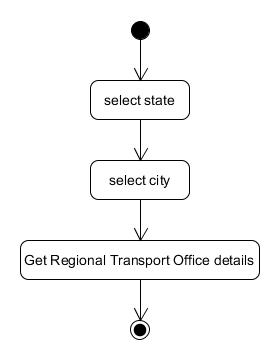 select state
select city
Get Regional Transport Office details